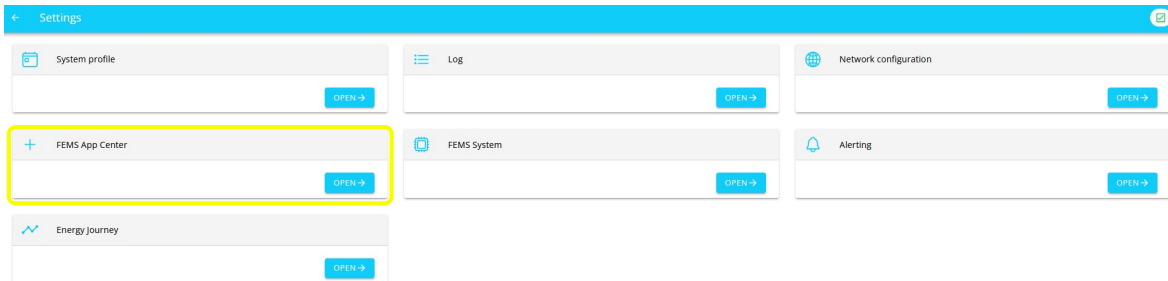 Settings
System profile
OPEN→
Log
OPEN→
Network configuration
OPEN→
FEMS App Center
OPEN→
FEMS System
OPEN→
Alerting
OPEN→
Energy Journey
OPEN→